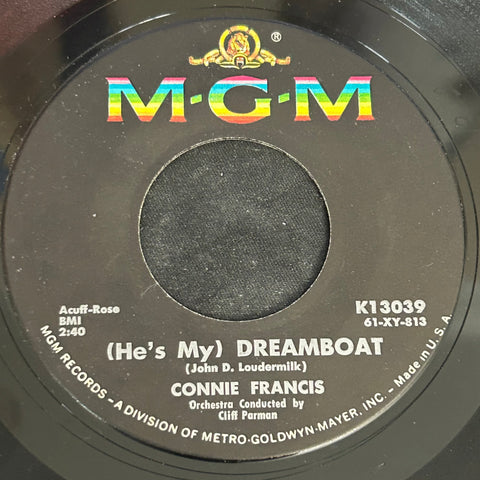 ®
M·G·M
Acuff-Rose
BMI
2:40
K13039
61-XY-813
(He's My) DREAMBOAT
(John D. Loudermilk)
CONNIE FRANCIS
Orchestra Conducted by
Cliff Parman
MGM RECORDS – A DIVISION OF METRO-GOLDWYN-MAYER, INC. – Made in U.S.A.